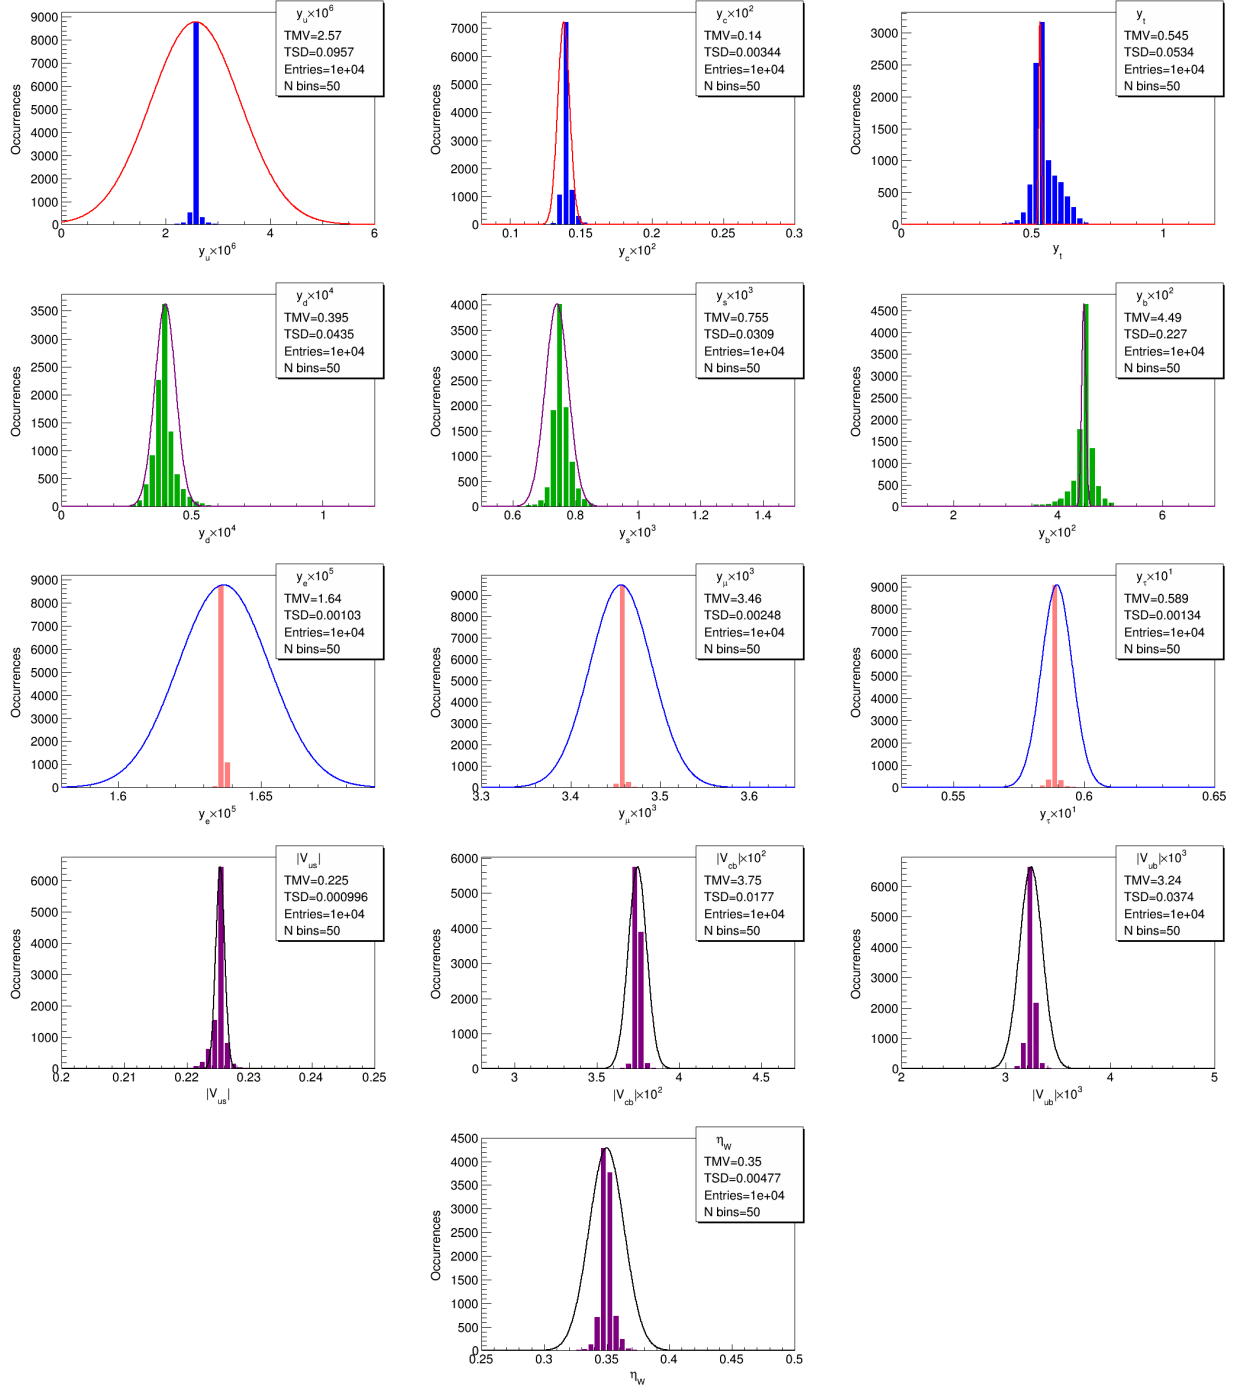 y_u×10^6
TMV=2.57
TSD=0.0957
Entries=1e+04
N bins=50
Occurrences
9000
8000
7000
6000
5000
4000
3000
2000
1000
0
0 2 4 6
y_u×10^6
y_c×10^2
TMV=0.14
TSD=0.00344
Entries=1e+04
N bins=50
Occurrences
7000
6000
5000
4000
3000
2000
1000
0
0.1 0.15 0.2 0.25 0.3
y_c×10^2
y_t
TMV=0.545
TSD=0.0534
Entries=1e+04
N bins=50
Occurrences
3000
2500
2000
1500
1000
500
0
0 0.5 1
y_t
y_d×10^4
TMV=0.395
TSD=0.0435
Entries=1e+04
N bins=50
Occurrences
3500
3000
2500
2000
1500
1000
500
0
0 0.5 1
y_d×10^4
y_s×10^3
TMV=0.755
TSD=0.0309
Entries=1e+04
N bins=50
Occurrences
4000
3500
3000
2500
2000
1500
1000
500
0
0.6 0.8 1.0 1.2 1.4
y_s×10^3
y_b×10^2
TMV=4.49
TSD=0.227
Entries=1e+04
N bins=50
Occurrences
4500
4000
3500
3000
2500
2000
1500
1000
500
0
2 4 6
y_b×10^2
y_e×10^5
TMV=1.64
TSD=0.00103
Entries=1e+04
N bins=50
Occurrences
9000
8000
7000
6000
5000
4000
3000
2000
1000
0
1.6 1.65
y_e×10^5
y_μ×10^3
TMV=3.46
TSD=0.00248
Entries=1e+04
N bins=50
Occurrences
9000
8000
7000
6000
5000
4000
3000
2000
1000
0
3.3 3.4 3.5 3.6
y_μ×10^3
y_τ×10^1
TMV=0.589
TSD=0.00134
Entries=1e+04
N bins=50
Occurrences
9000
8000
7000
6000
5000
4000
3000
2000
1000
0
0.55 0.6 0.65
y_τ×10^1
|V_us|
TMV=0.225
TSD=0.000996
Entries=1e+04
N bins=50
Occurrences
6000
5000
4000
3000
2000
1000
0
0.2 0.21 0.22 0.23 0.24 0.25
|V_us|
|V_cb|×10^2
TMV=3.75
TSD=0.0177
Entries=1e+04
N bins=50
Occurrences
6000
5000
4000
3000
2000
1000
0
3 3.5 4 4.5
|V_cb|×10^2
|V_ub|×10^3
TMV=3.24
TSD=0.0374
Entries=1e+04
N bins=50
Occurrences
6000
5000
4000
3000
2000
1000
0
2 3 4 5
|V_ub|×10^3
η_W
TMV=0.35
TSD=0.00477
Entries=1e+04
N bins=50
Occurrences
4500
4000
3500
3000
2500
2000
1500
1000
500
0
0.25 0.3 0.35 0.4 0.45 0.5
η_W